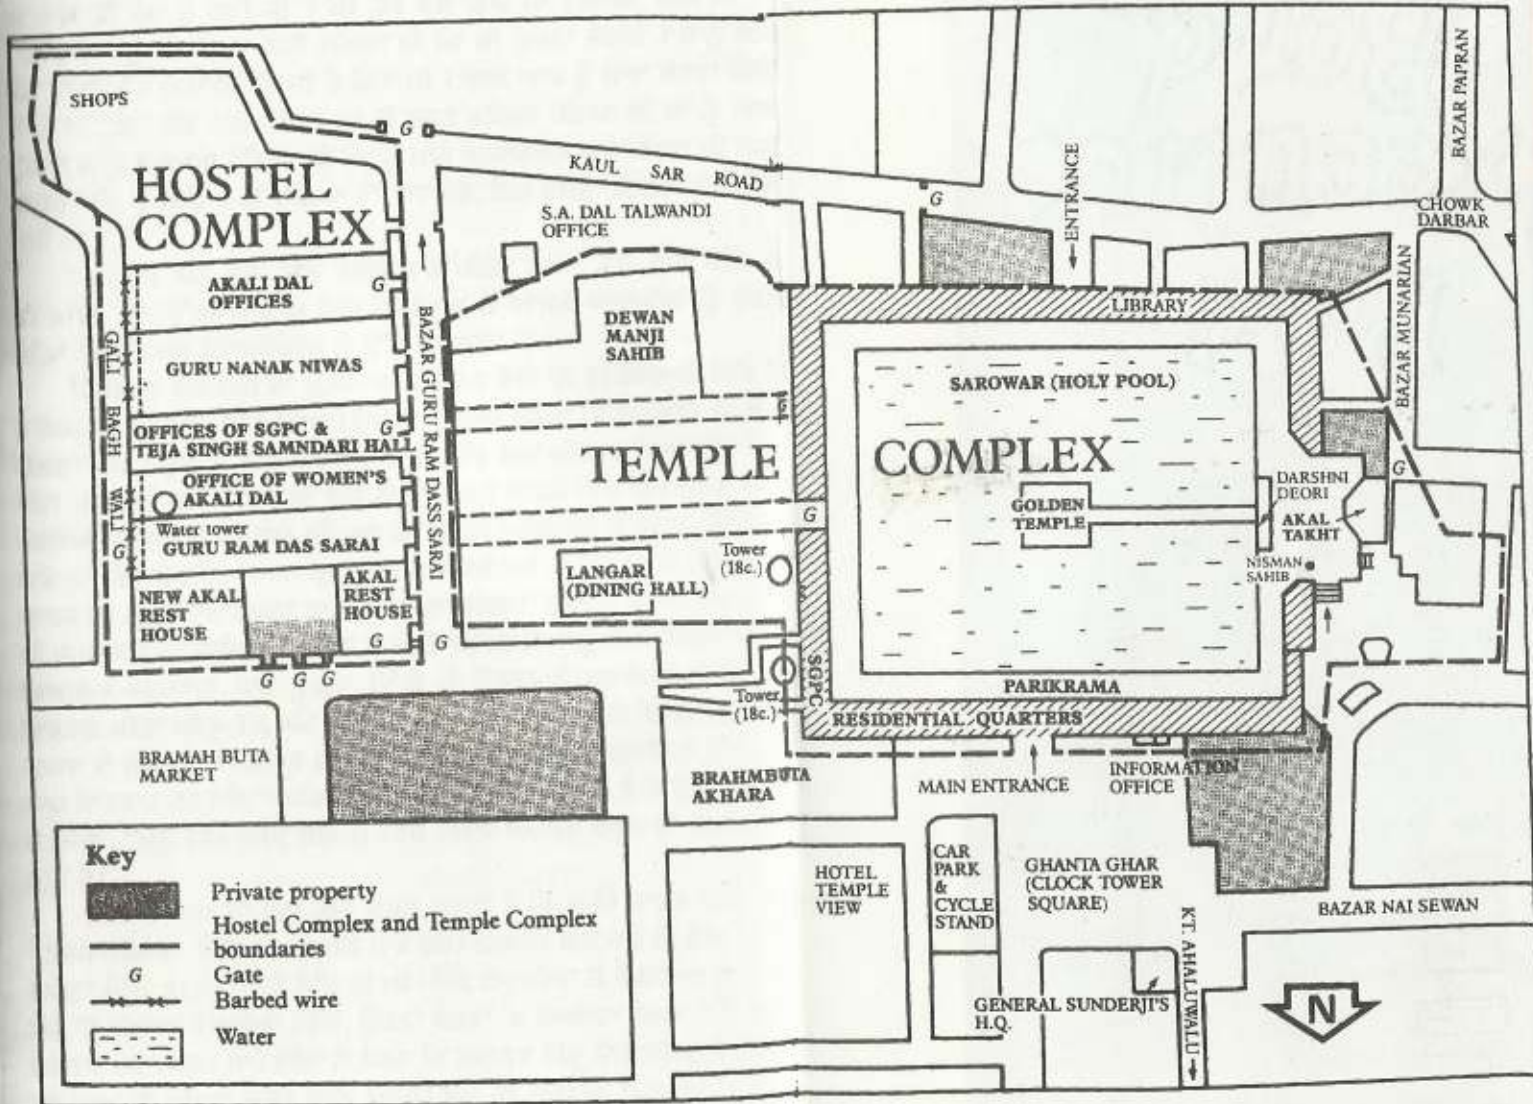 SHOPS
HOSTEL
COMPLEX
G
KAUL SAR ROAD
S.A. DAL TALWANDI
OFFICE
G
ENTRANCE
BAZAR PAPRAN
CHOWK
DARBAR
BAZAR MUNARIAN
LIBRARY
AKALI DAL
OFFICES
G
GURU NANAK NIWAS
OFFICES OF SGPC &
TEJA SINGH SAMNDARI HALL
G
OFFICE OF WOMEN'S
AKALI DAL
Water tower
GURU RAM DAS SARAI
NEW AKAL
REST
HOUSE
AKAL
REST
HOUSE
G
G
G G G
GALI BAGH WALI
G
BAZAR GURU RAM DASS SARAI
DEWAN
MANJI
SAHIB
TEMPLE COMPLEX
G
LANGAR
(DINING HALL)
Tower
(18c.)
Tower
(18c.)
SGPC
SAROWAR (HOLY POOL)
GOLDEN
TEMPLE
DARSHNI
DEORI
AKAL
TAKHT
NISMAN
SAHIB
G
PARIKRAMA
RESIDENTIAL QUARTERS
BRAMAH BUTA
MARKET
BRAHMBUTA
AKHARA
MAIN ENTRANCE
INFORMATION
OFFICE
HOTEL
TEMPLE
VIEW
CAR
PARK
&
CYCLE
STAND
GHANTA GHAR
(CLOCK TOWER
SQUARE)
GENERAL SUNDERJI'S
H.Q.
KT. AHALUWALU
BAZAR NAI SEWAN
N
Key
Private property
Hostel Complex and Temple Complex
boundaries
G Gate
Barbed wire
Water